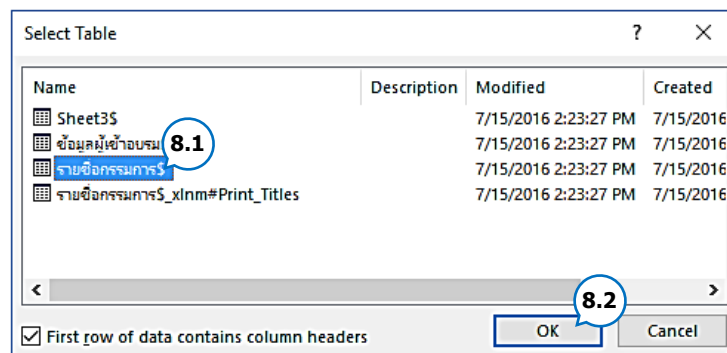 Select Table ? ×
Name Description Modified Created
Sheet3$ 7/15/2016 2:23:27 PM 7/15/2016
ข้อมูลผู้เข้าอบรม 8.1 7/15/2016 2:23:27 PM 7/15/2016
รายชื่อกรรมการ$ 7/15/2016 2:23:27 PM 7/15/2016
รายชื่อกรรมการ$_xlnm#Print_Titles 7/15/2016 2:23:27 PM 7/15/2016
8.2
First row of data contains column headers OK Cancel